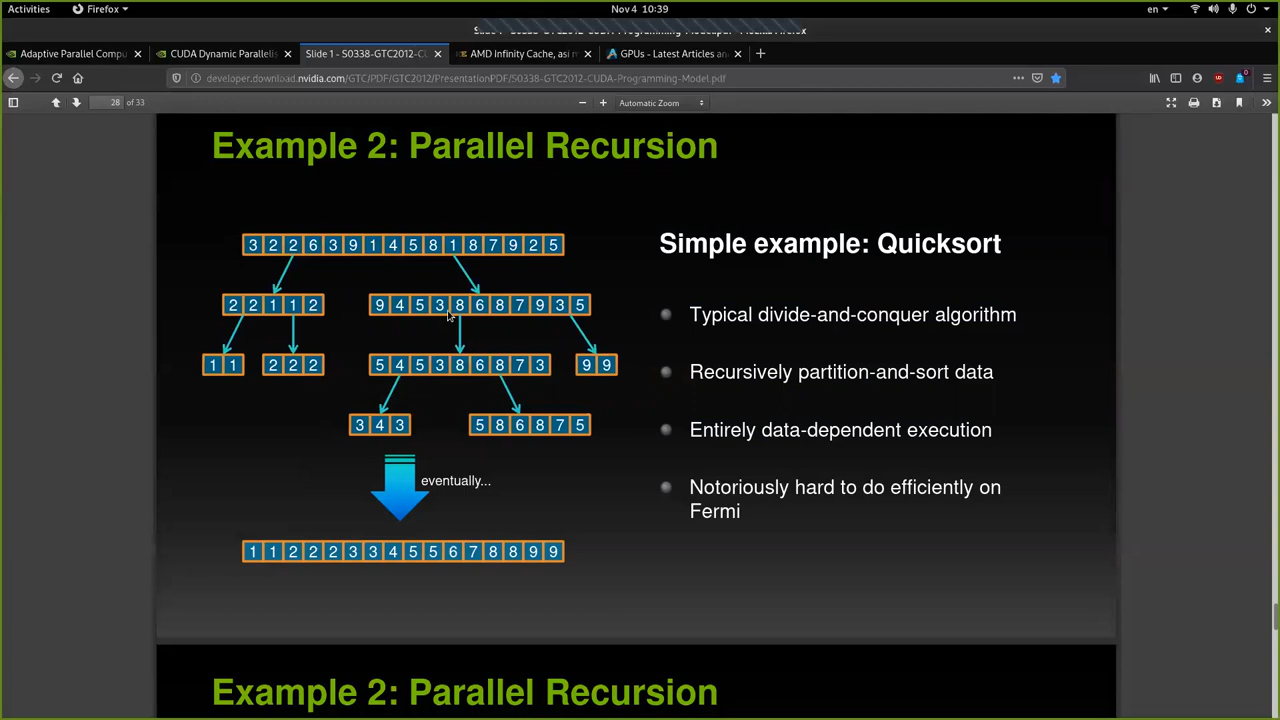 Activities Firefox Nov 4 10:39 en
Adaptive Parallel Compu CUDA Dynamic Parallelis Slide 1 - S0338-GTC2012-CU AMD Infinity Cache, así m GPUs - Latest Articles and
developer.download.nvidia.com/GTC/PDF/GTC2012/PresentationPDF/S0338-GTC2012-CUDA-Programming-Model.pdf
28 of 33 Automatic Zoom
Example 2: Parallel Recursion
3 2 2 6 3 9 1 4 5 8 1 8 7 9 2 5
2 2 1 1 2
9 4 5 3 8 6 8 7 9 3 5
1 1
2 2 2
5 4 5 3 8 6 8 7 3
9 9
3 4 3
5 8 6 8 7 5
eventually...
1 1 2 2 2 3 3 4 5 5 6 7 8 8 9 9
Simple example: Quicksort
Typical divide-and-conquer algorithm
Recursively partition-and-sort data
Entirely data-dependent execution
Notoriously hard to do efficiently on
Fermi
Example 2: Parallel Recursion